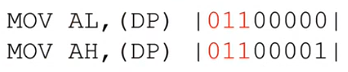 MOV AL,(DP) |01100000|
MOV AH,(DP) |01100001|